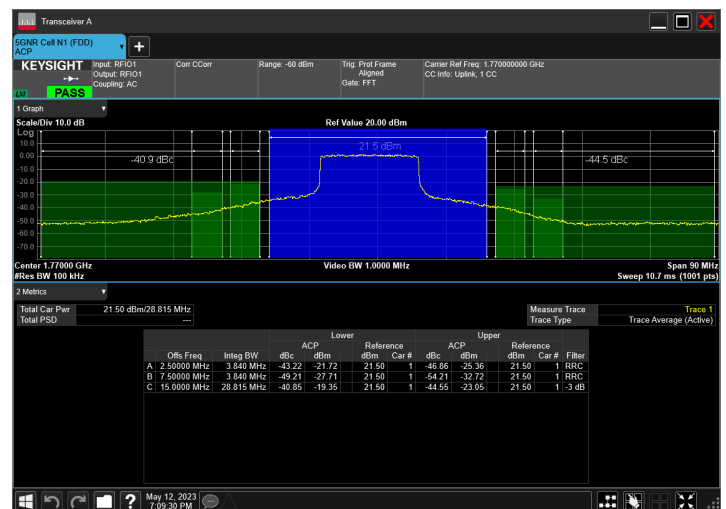 Transceiver A
5GNR Cell N1 (FDD)
ACP
KEYSIGHT
LXI
PASS
Input: RFIO1
Output: RFIO1
Coupling: AC
Corr CCorr
Range: -60 dBm
Trig: Prot Frame
Aligned
Gate: FFT
Carrier Ref Freq: 1.770000000 GHz
CC Info: Uplink, 1 CC
1 Graph
Scale/Div 10.0 dB
Ref Value 20.00 dBm
Log
10.0
0.00
-10.0
-20.0
-30.0
-40.0
-50.0
-60.0
-70.0
-40.9 dBc
21.5 dBm
-44.5 dBc
Center 1.77000 GHz
Video BW 1.0000 MHz
Span 90 MHz
#Res BW 100 kHz
Sweep 10.7 ms (1001 pts)
2 Metrics
Total Car Pwr 21.50 dBm/28.815 MHz
Total PSD ---
Measure Trace Trace 1
Trace Type Trace Average (Active)
Lower Upper
ACP Reference ACP Reference
Offs Freq Integ BW dBc dBm dBm Car # dBc dBm dBm Car # Filter
A 2.50000 MHz 3.840 MHz -43.22 -21.72 21.50 1 -46.86 -25.36 21.50 1 RRC
B 7.50000 MHz 3.840 MHz -49.21 -27.71 21.50 1 -54.21 -32.72 21.50 1 RRC
C 15.0000 MHz 28.815 MHz -40.85 -19.35 21.50 1 -44.55 -23.05 21.50 1 -3 dB
May 12, 2023
7:09:30 PM